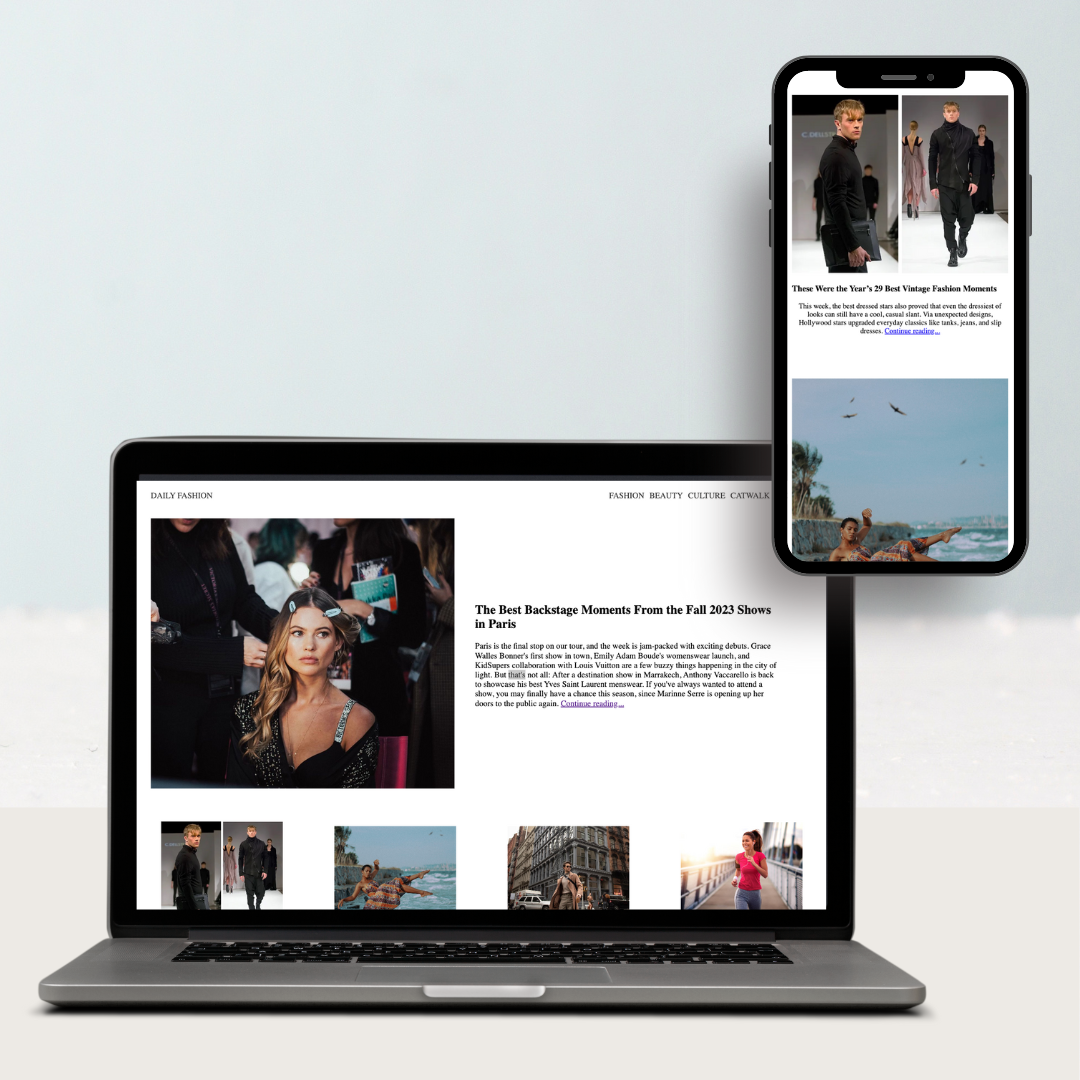 These Were the Year's 29 Best Vintage Fashion Moments
This week, the best dressed stars also proved that even the dressiest of
looks can still have a cool, casual slant. Via unexpected designs,
Hollywood stars upgraded everyday classics like tanks, jeans, and slip
dresses. Continue reading...
DAILY FASHION
FASHION BEAUTY CULTURE CATWALK
The Best Backstage Moments From the Fall 2023 Shows
in Paris
Paris is the final stop on our tour, and the week is jam-packed with exciting debuts. Grace
Walles Bonner's first show in town, Emily Adam Boude's womenswear launch, and
KidSupers collaboration with Louis Vuitton are a few buzzy things happening in the city of
light. But that's not all: After a destination show in Marrakech, Anthony Vaccarello is back
to showcase his best Yves Saint Laurent menswear. If you've always wanted to attend a
show, you may finally have a chance this season, since Marinne Serre is opening up her
doors to the public again. Continue reading...